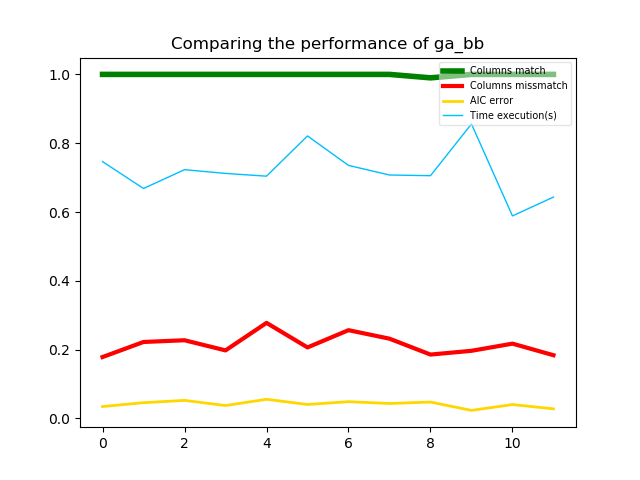 Comparing the performance of ga_bb
Columns match
Columns missmatch
AIC error
Time execution(s)
1.0
0.8
0.6
0.4
0.2
0.0
0 2 4 6 8 10